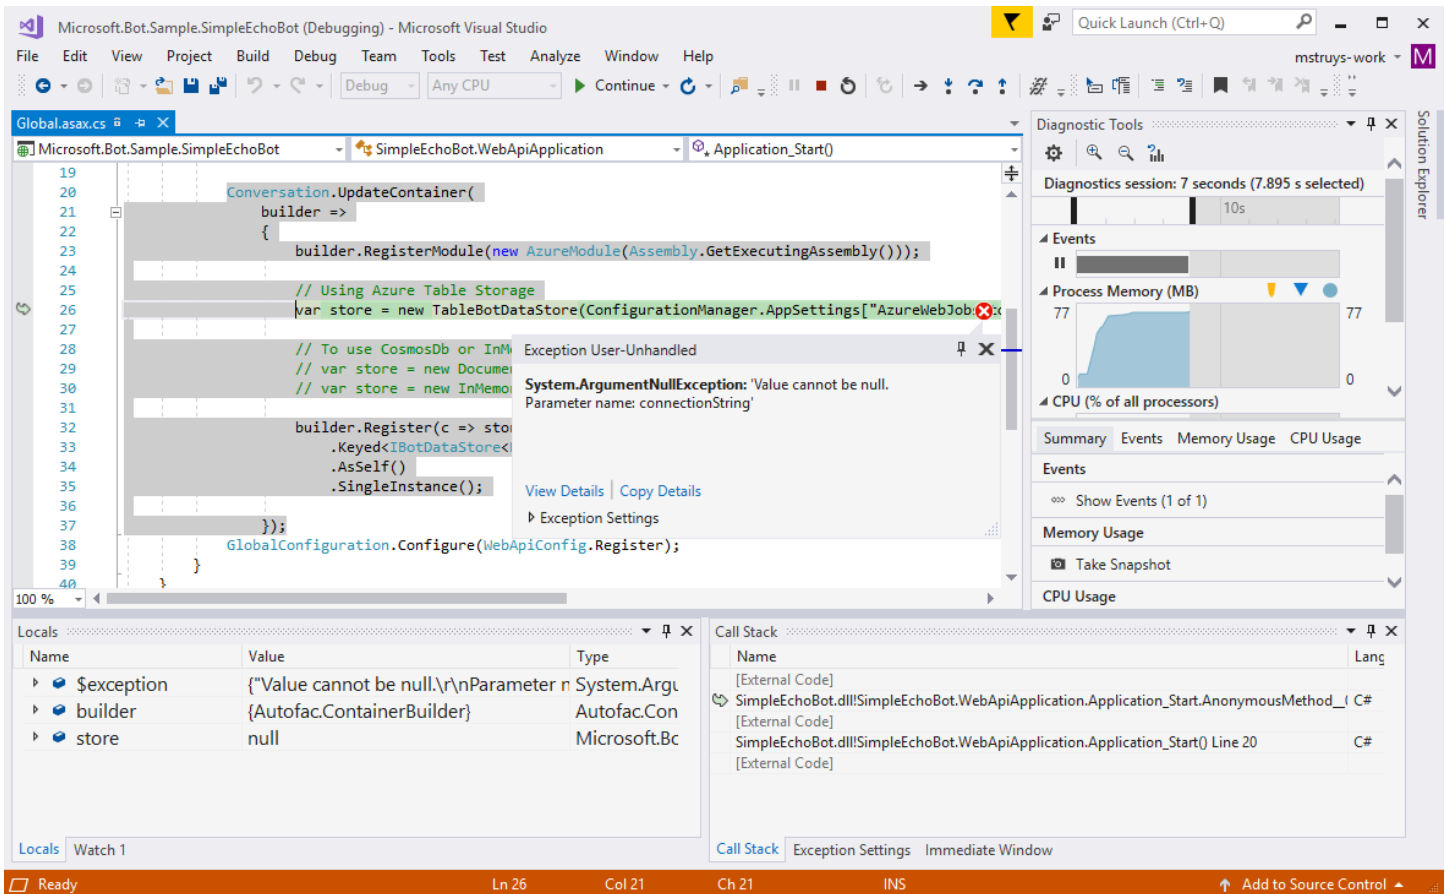 Microsoft.Bot.Sample.SimpleEchoBot (Debugging) - Microsoft Visual Studio
Quick Launch (Ctrl+Q)
File Edit View Project Build Debug Team Tools Test Analyze Window Help
mstruys-work M
Debug Any CPU Continue
Global.asax.cs
Microsoft.Bot.Sample.SimpleEchoBot SimpleEchoBot.WebApiApplication Application_Start()
19
20 Conversation.UpdateContainer(
21 builder =>
22 {
23 builder.RegisterModule(new AzureModule(Assembly.GetExecutingAssembly()));
24
25 // Using Azure Table Storage
26 var store = new TableBotDataStore(ConfigurationManager.AppSettings["AzureWebJobs
27
28 // To use CosmosDb or InM
29 // var store = new Docume
30 // var store = new InMemo
31
32 builder.Register(c => sto
33 .Keyed<IBotDataStore<
34 .AsSelf()
35 .SingleInstance();
36
37 });
38 GlobalConfiguration.Configure(WebApiConfig.Register);
39 }
40 }
100 %
Exception User-Unhandled
System.ArgumentNullException: 'Value cannot be null.
Parameter name: connectionString'
View Details Copy Details
Exception Settings
Diagnostic Tools
Diagnostics session: 7 seconds (7.895 s selected)
10s
Events
Process Memory (MB)
77 77
0 0
CPU (% of all processors)
Summary Events Memory Usage CPU Usage
Events
Show Events (1 of 1)
Memory Usage
Take Snapshot
CPU Usage
Solution Explorer
Locals
Name Value Type
$exception {"Value cannot be null.\r\nParameter n System.Argu
builder {Autofac.ContainerBuilder} Autofac.Con
store null Microsoft.Bc
Locals Watch 1
Call Stack
Name Lang
[External Code]
SimpleEchoBot.dll!SimpleEchoBot.WebApiApplication.Application_Start.AnonymousMethod__( C#
[External Code]
SimpleEchoBot.dll!SimpleEchoBot.WebApiApplication.Application_Start() Line 20 C#
[External Code]
Call Stack Exception Settings Immediate Window
Ready Ln 26 Col 21 Ch 21 INS Add to Source Control